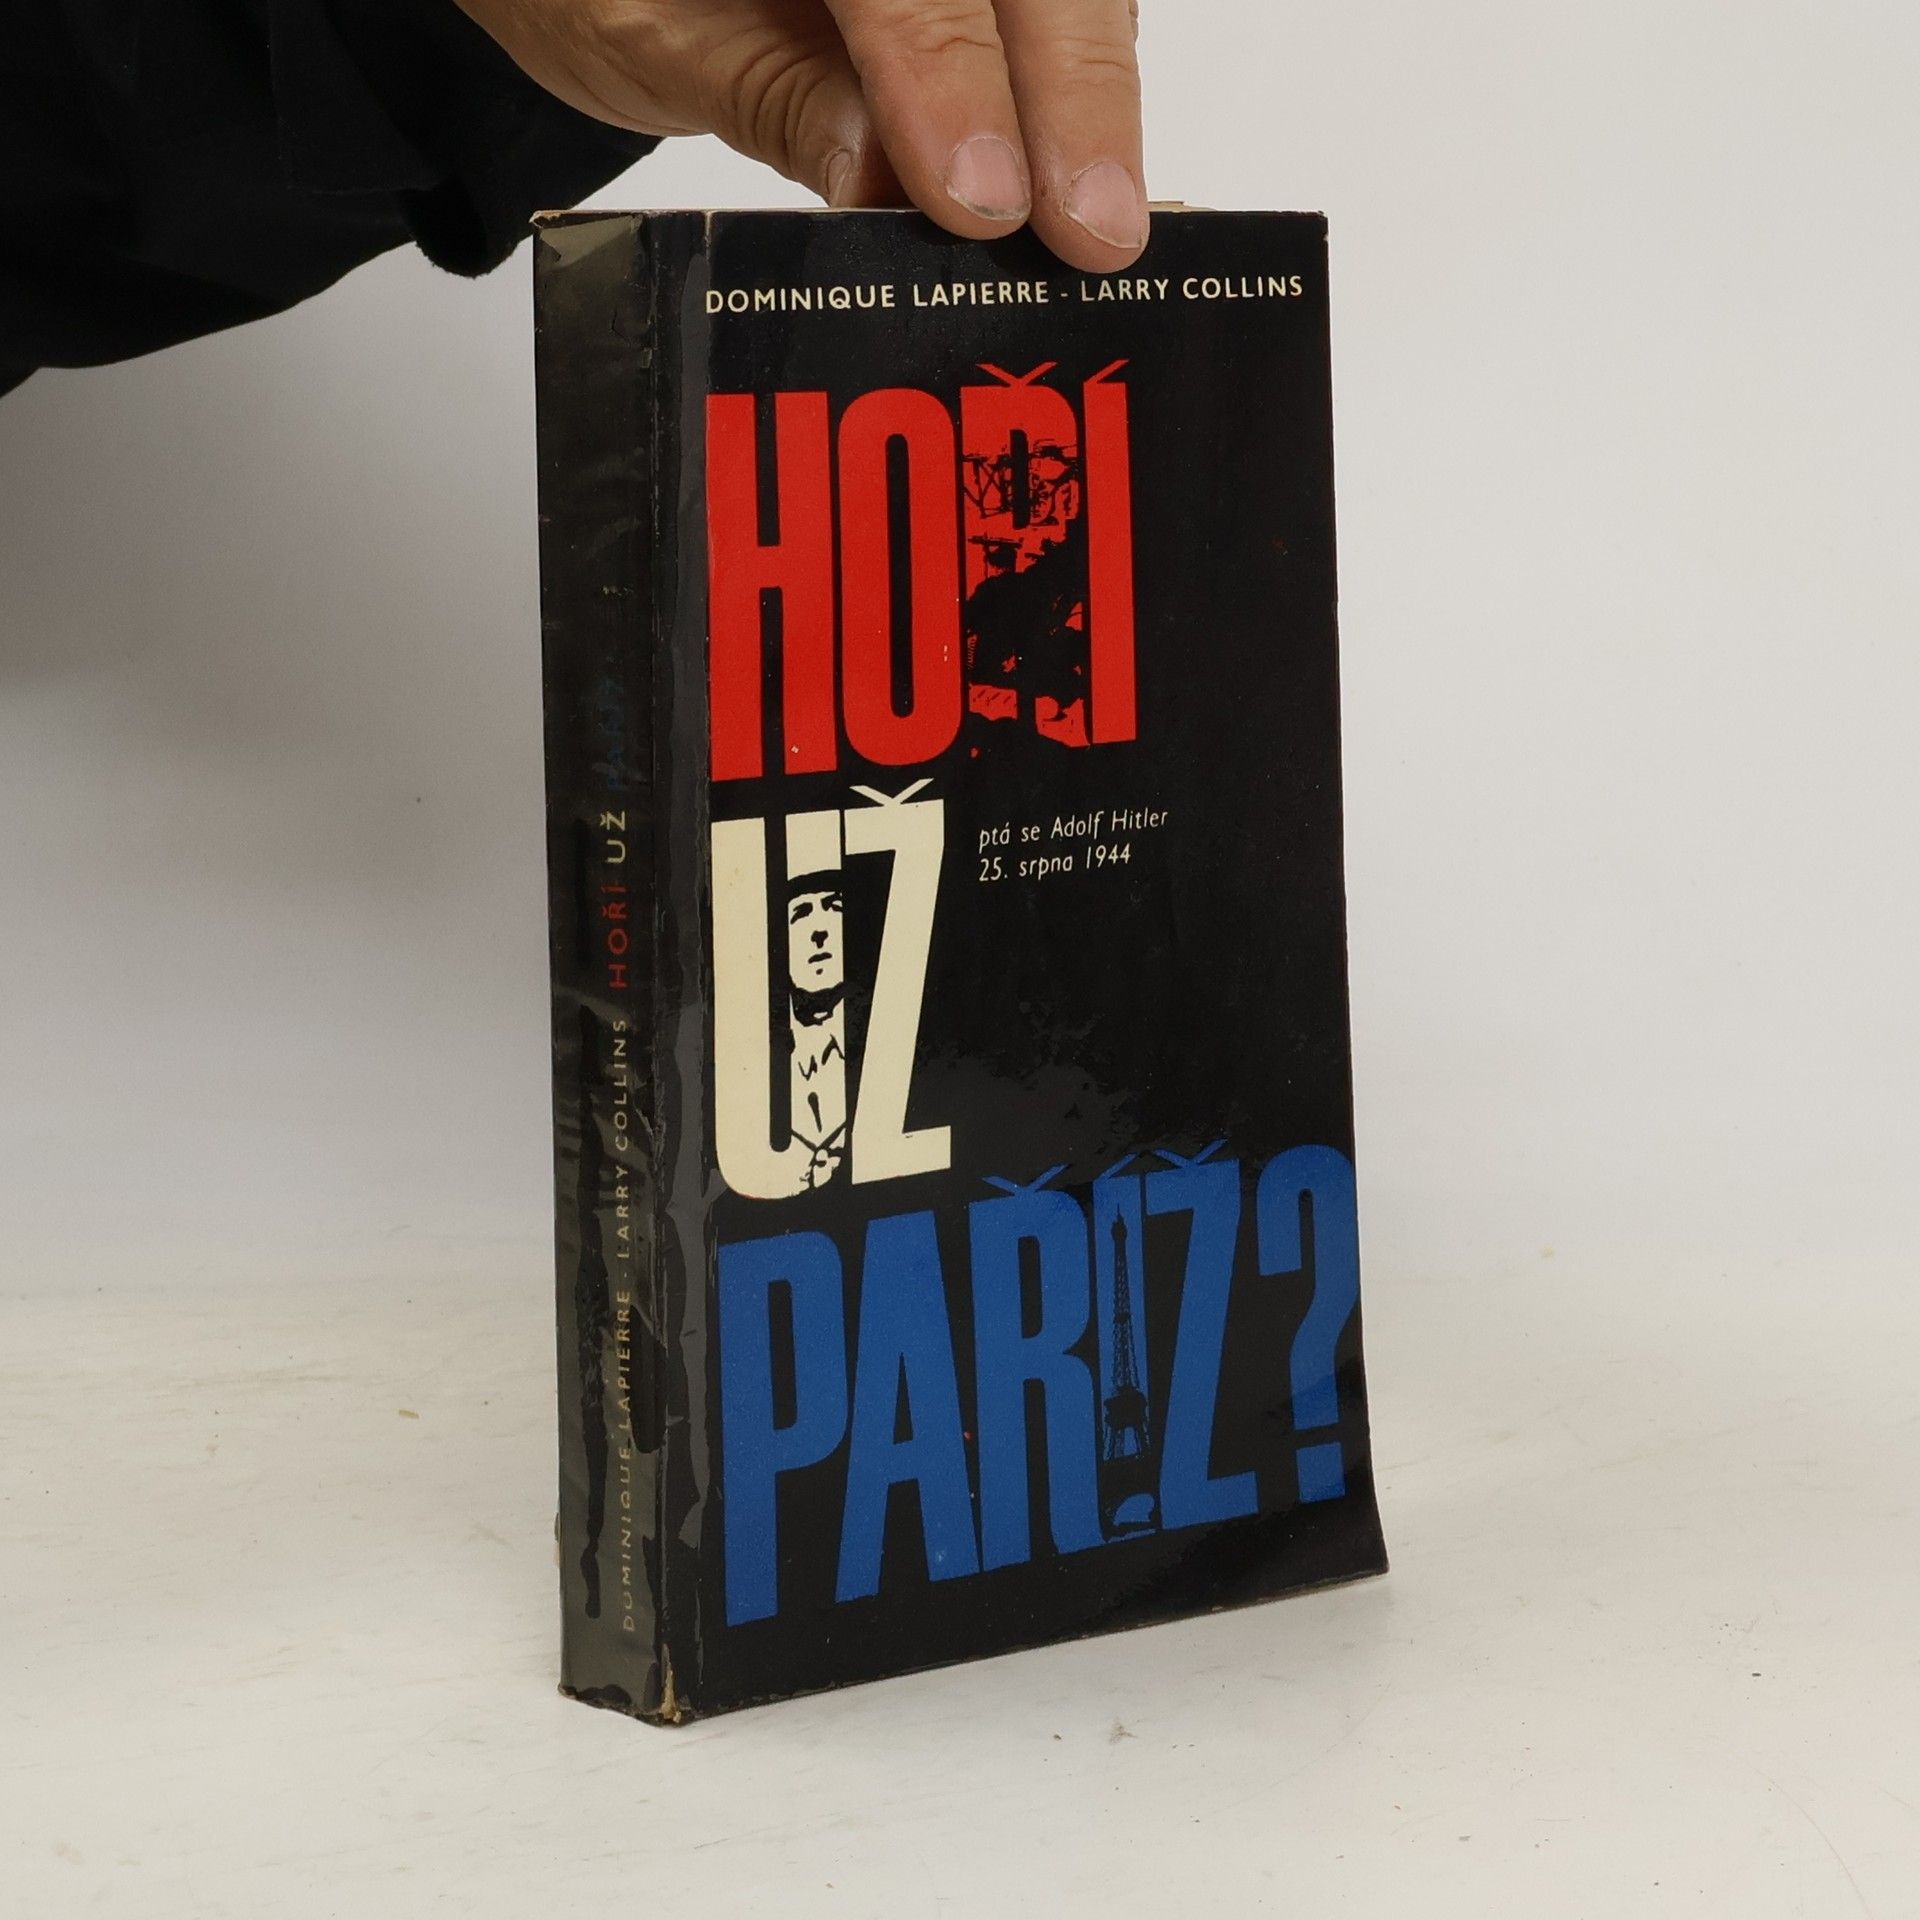 DOMINIQUE LAPIERRE - LARRY COLLINS
HOŘÍ
UŽ
ptá se Adolf Hitler
25. srpna 1944
PAŘÍŽ?
DOMINIQUE LAPIERRE - LARRY COLLINS HOŘÍ UŽ PAŘÍŽ?